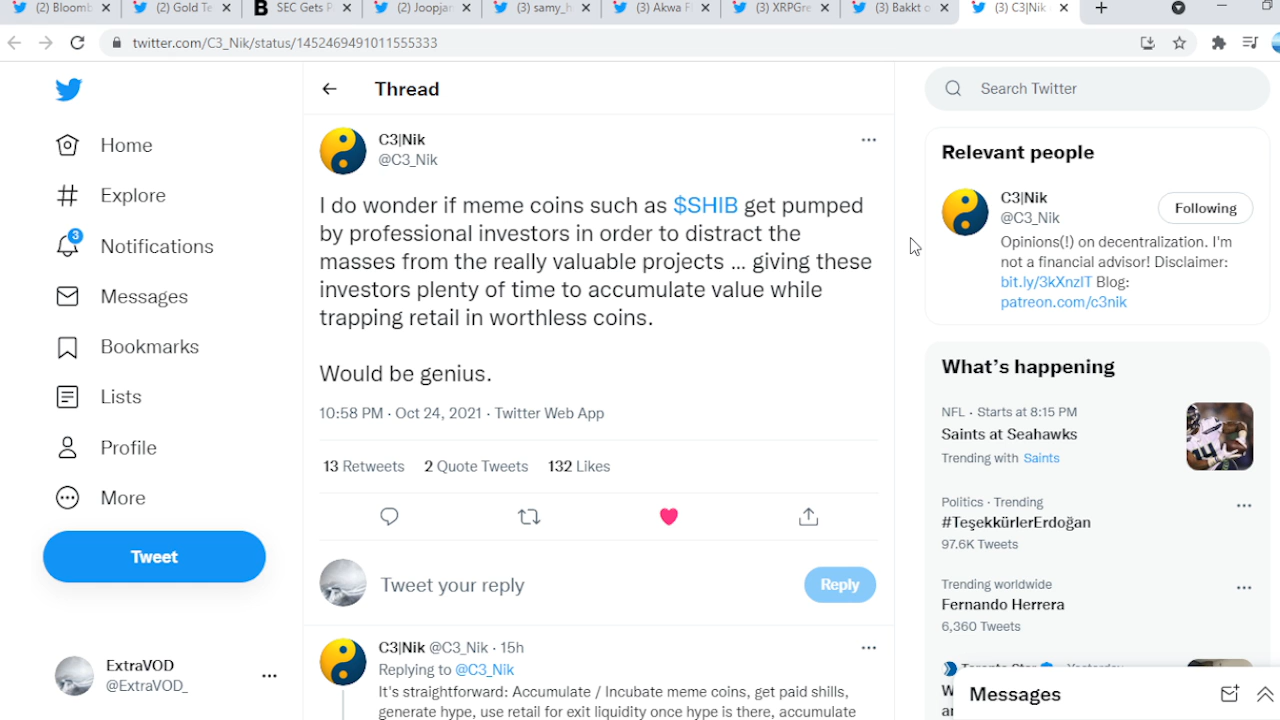 (2) Bloomb
(2) Gold Te
SEC Gets P
(2) Joopjar
(3) samy_h
(3) Akwa F
(3) XRPGre
(3) Bakkt o
(3) C3|Nik
twitter.com/C3_Nik/status/1452469491011555333
Home
Explore
3
Notifications
Messages
Bookmarks
Lists
Profile
More
Tweet
ExtraVOD
@ExtraVOD_
Thread
C3|Nik
@C3_Nik
I do wonder if meme coins such as $SHIB get pumped
by professional investors in order to distract the
masses from the really valuable projects ... giving these
investors plenty of time to accumulate value while
trapping retail in worthless coins.
Would be genius.
10:58 PM · Oct 24, 2021 · Twitter Web App
13 Retweets 2 Quote Tweets 132 Likes
Tweet your reply
Reply
C3|Nik @C3_Nik · 15h
Replying to @C3_Nik
It's straightforward: Accumulate / Incubate meme coins, get paid shills,
generate hype, use retail for exit liquidity once hype is there, accumulate
Search Twitter
Relevant people
C3|Nik
@C3_Nik
Following
Opinions(!) on decentralization. I'm
not a financial advisor! Disclaimer:
bit.ly/3kXnzIT Blog:
patreon.com/c3nik
What's happening
NFL · Starts at 8:15 PM
Saints at Seahawks
Trending with Saints
Politics · Trending
#TeşekkürlerErdoğan
97.6K Tweets
Trending worldwide
Fernando Herrera
6,360 Tweets
Messages